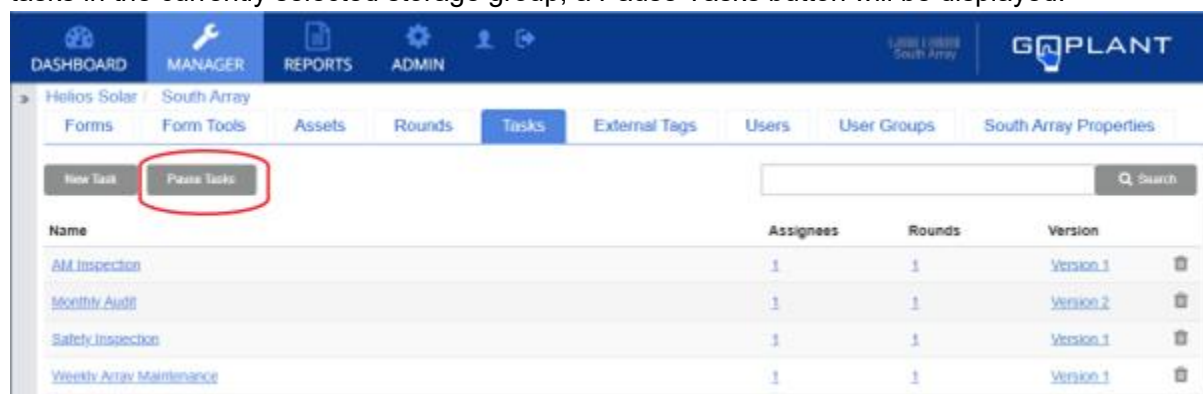 tasks in the currently selected storage group, a Pause Tasks button will be displayed.
DASHBOARD MANAGER REPORTS ADMIN South Array GOPLANT
» Helios Solar / South Array
Forms Form Tools Assets Rounds Tasks External Tags Users User Groups South Array Properties
New Task Pause Tasks Search
Name Assignees Rounds Version
AM Inspection 1 1 Version 1
Monthly Audit 1 1 Version 2
Safety Inspection 1 1 Version 1
Weekly Array Maintenance 1 1 Version 1